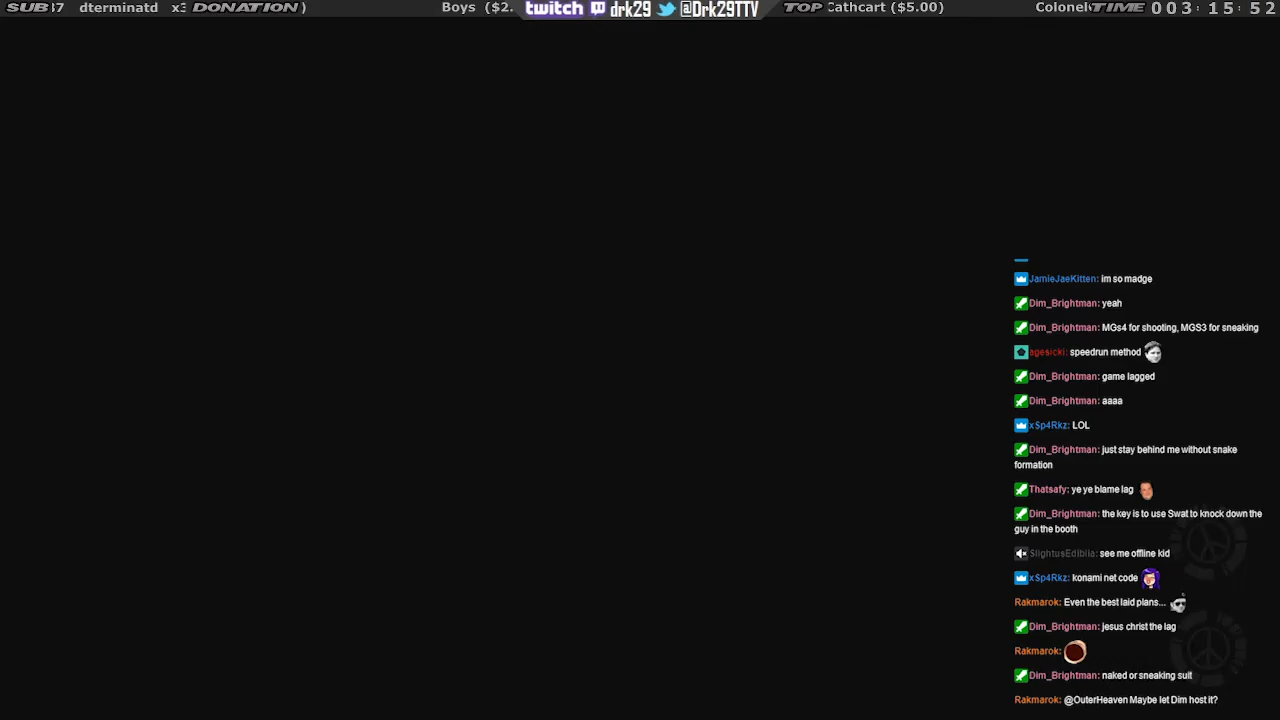 SUB 37 dterminatd x3 DONATION ) Boys ($2. twitch drk29 @Drk29TTV TOP Cathcart ($5.00) Colonel TIME 003:15:52
JamieJaeKitten: im so madge
Dim_Brightman: yeah
Dim_Brightman: MGs4 for shooting, MGS3 for sneaking
agesicki: speedrun method
Dim_Brightman: game lagged
Dim_Brightman: aaaa
xSp4Rkz: LOL
Dim_Brightman: just stay behind me without snake
formation
Thatsafy: ye ye blame lag
Dim_Brightman: the key is to use Swat to knock down the
guy in the booth
SlightusEdiblia: see me offline kid
xSp4Rkz: konami net code
Rakmarok: Even the best laid plans...
Dim_Brightman: jesus christ the lag
Rakmarok:
Dim_Brightman: naked or sneaking suit
Rakmarok: @OuterHeaven Maybe let Dim host it?